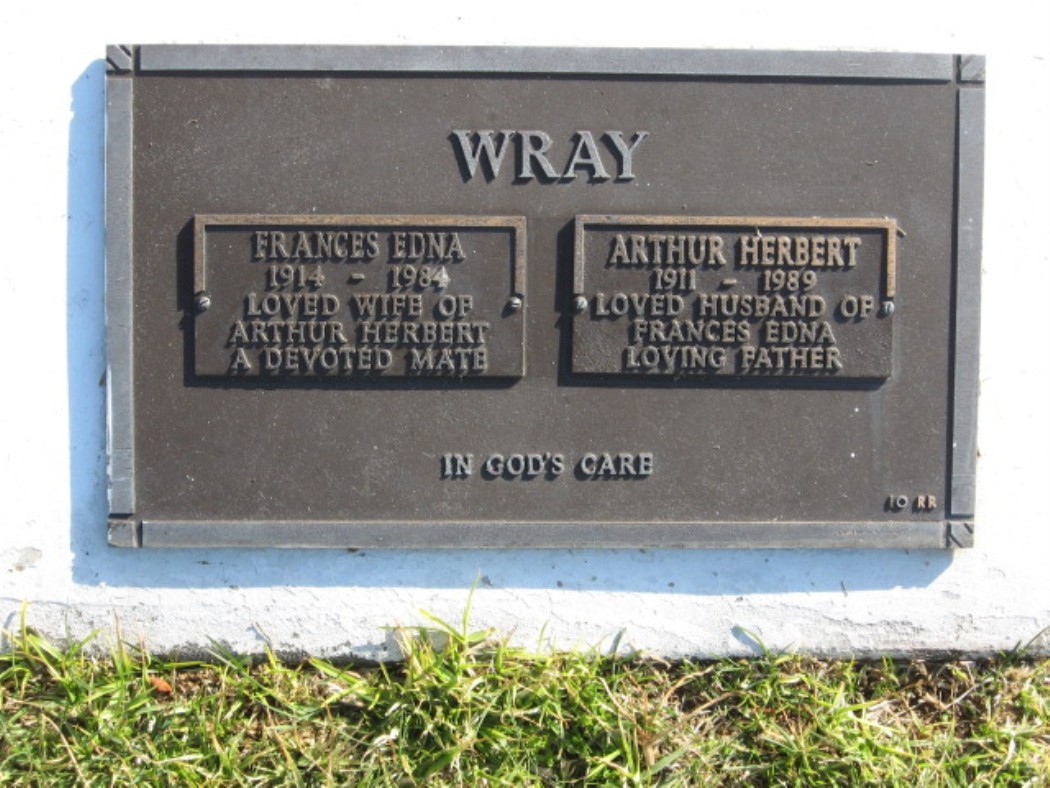 WRAY
FRANCES EDNA
1914 - 1984
LOVED WIFE OF
ARTHUR HERBERT
A DEVOTED MATE
ARTHUR HERBERT
1911 - 1989
LOVED HUSBAND OF
FRANCES EDNA
LOVING FATHER
IN GOD'S CARE
10 RR